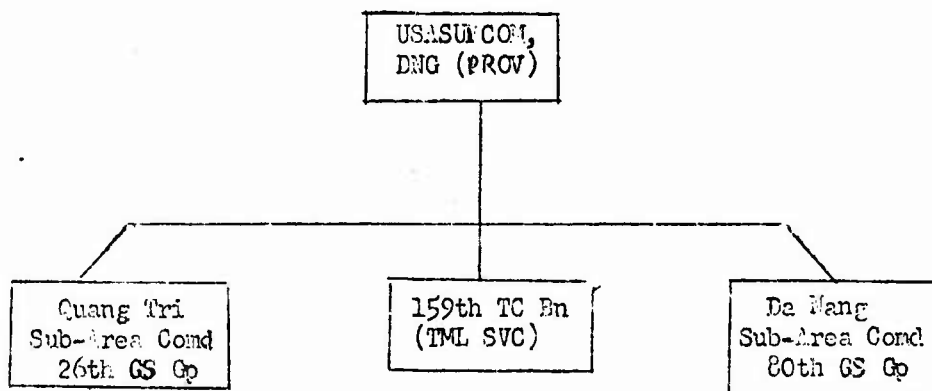 USASUPCOM,
DNG (PROV)
Quang Tri
Sub-Area Comd
26th GS Gp
159th TC Bn
(TML SVC)
Da Nang
Sub-Area Comd
80th GS Gp